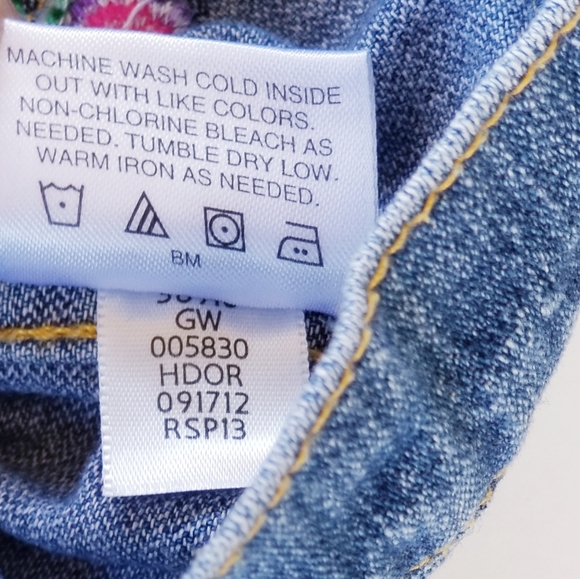 MACHINE WASH COLD INSIDE
OUT WITH LIKE COLORS.
NON-CHLORINE BLEACH AS
NEEDED. TUMBLE DRY LOW.
WARM IRON AS NEEDED.
BM
GW
005830
HDOR
091712
RSP13